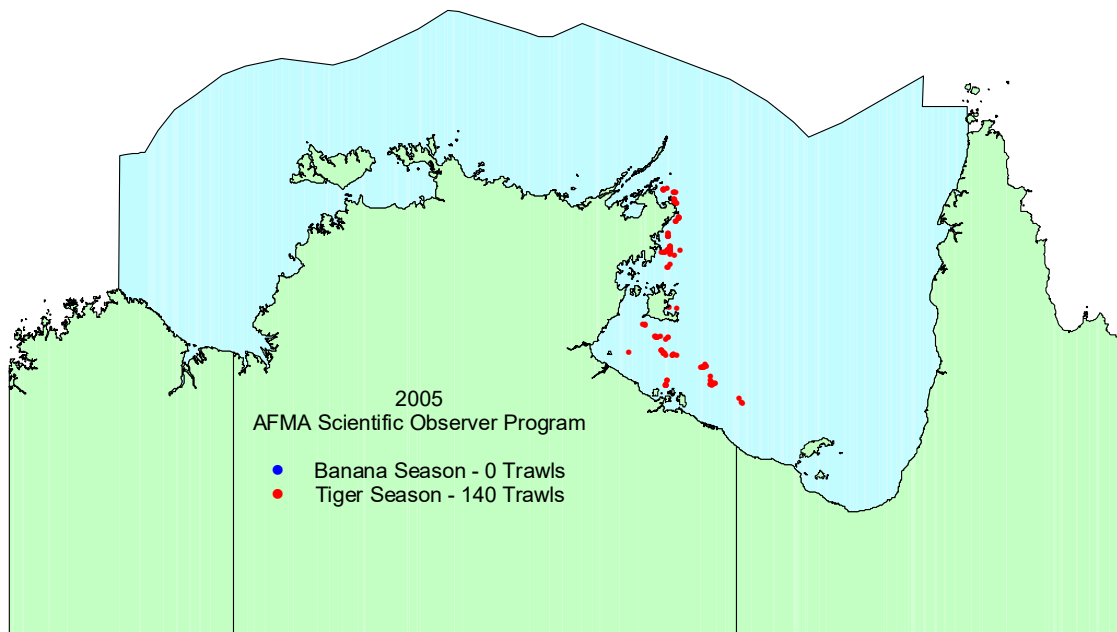 2005
AFMA Scientific Observer Program
Banana Season - 0 Trawls
Tiger Season - 140 Trawls